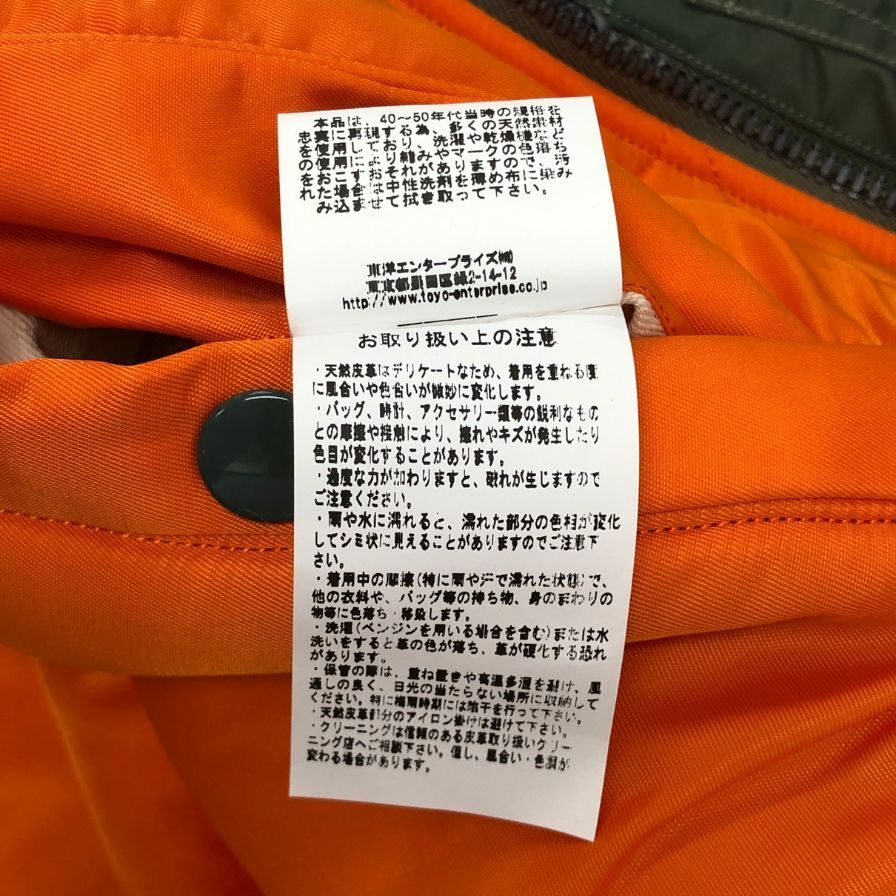 本品は、40〜50年代当時の規格を
忠実に再現する為、多くの天然素材
を使用しており、洗濯や乾燥機など
の使用により縮みやマークの色落ち
をおこすおそれがありますので、汚
れた場合は中性洗剤を薄め布に染み
み込ませて拭き取って下さい。
東洋エンタープライズ㈱
東京都墨田区緑2-14-12
http://www.toyo-enterprise.co.jp
お取り扱い上の注意
・天然皮革はデリケートなため、着用を重ねる度
に風合いや色合いが微妙に変化します。
・バッグ、時計、アクセサリー類等の鋭利なもの
との摩擦や接触により、擦れやキズが発生したり
色目が変化することがあります。
・過度な力が加わりますと、破れが生じますので
ご注意ください。
・雨や水に濡れると、濡れた部分の色相が変化
してシミ状に見えることがありますのでご注意下
さい。
・着用中の摩擦(特に雨や汗で濡れた状態)で、
他の衣料や、バッグ等の持ち物、身のまわりの
物等に色落ち・移染します。
・洗濯(ベンジンを用いる場合を含む)または水
洗いをすると革の色が落ち、革が硬化する恐れ
があります。
・保管の際は、重ね置きや高温多湿を避け、風
通しの良く、日光の当たらない場所に収納して
ください。特に梅雨時期には陰干を行って下さい。
・天然皮革部分のアイロン掛けは避けて下さい。
・クリーニングは信頼のある皮革取り扱いクリー
ニング店へご相談下さい。但し、風合い・色調が
変わる場合があります。